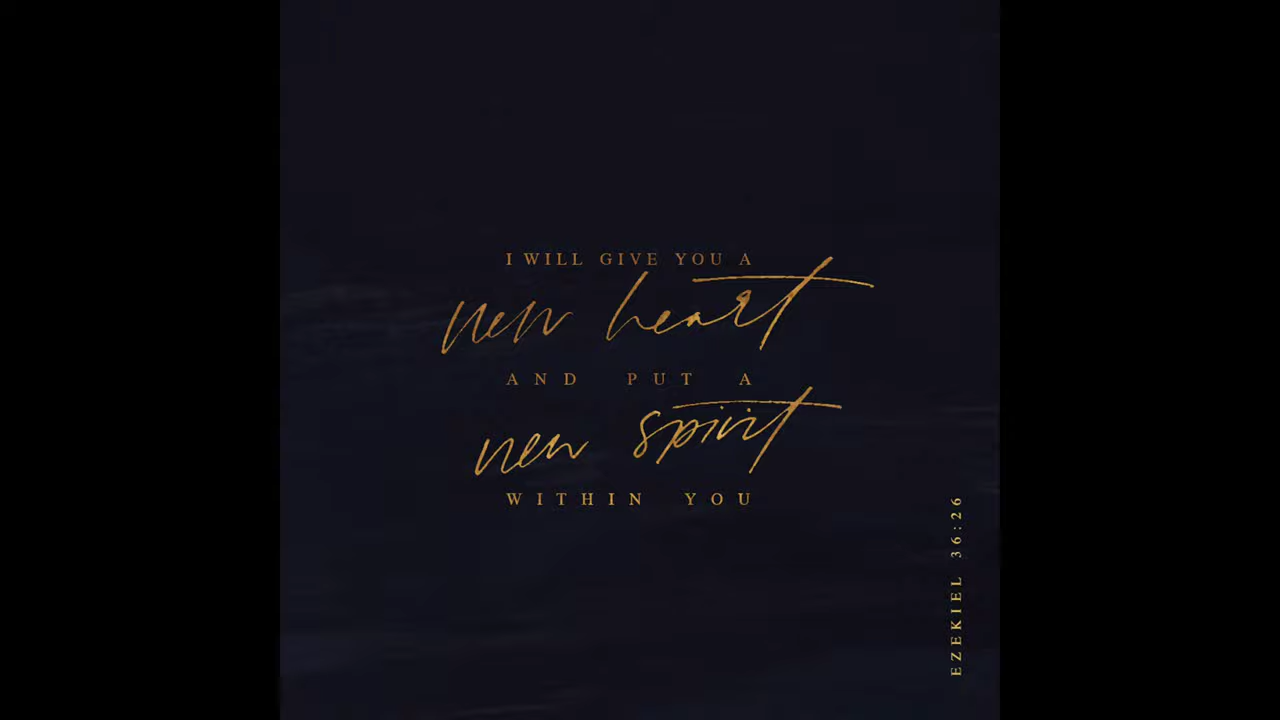 I WILL GIVE YOU A
new heart
AND PUT A
new spirit
WITHIN YOU
EZEKIEL 36:26